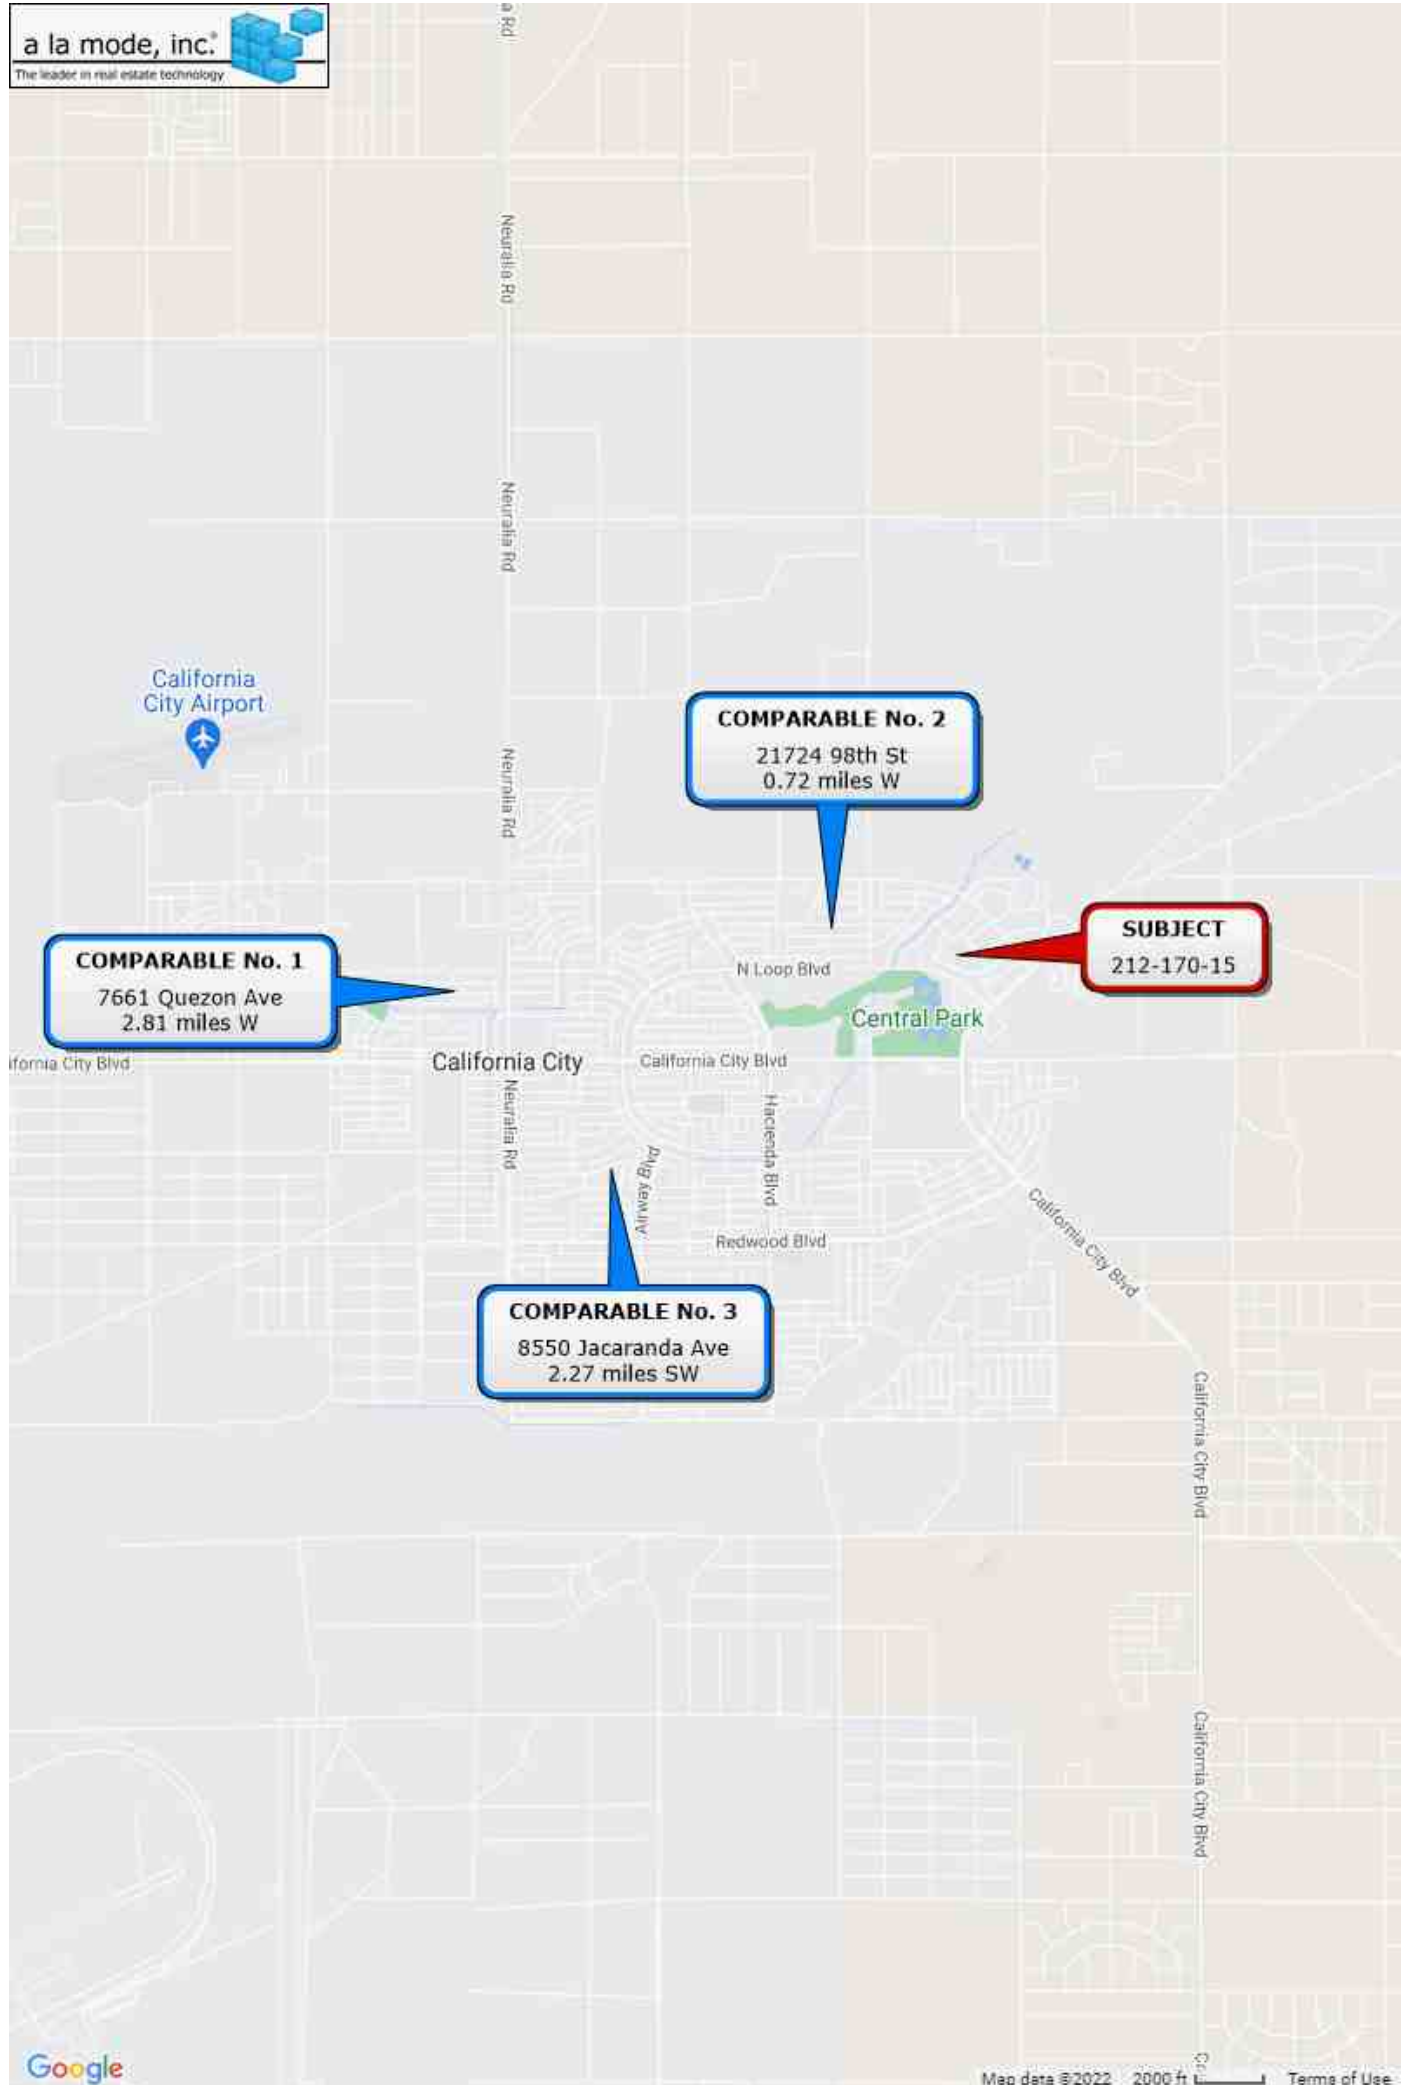 a la mode, inc.®
The leader in real estate technology
a Rd
Neuralia Rd
Neuralia Rd
California
City Airport
COMPARABLE No. 2
21724 98th St
0.72 miles W
Neuralia Rd
SUBJECT
212-170-15
COMPARABLE No. 1
7661 Quezon Ave
2.81 miles W
N Loop Blvd
Central Park
ifornia City Blvd
California City
California City Blvd
Neuralia Rd
Hacienda Blvd
Airway Blvd
California City Blvd
Redwood Blvd
COMPARABLE No. 3
8550 Jacaranda Ave
2.27 miles SW
California City Blvd
California City Blvd
Google
Map data ©2022
2000 ft
Terms of Use